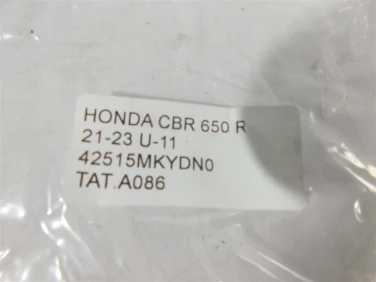 HONDA CBR 650 R
21-23 U-11
42515MKYDN0
TAT.A086